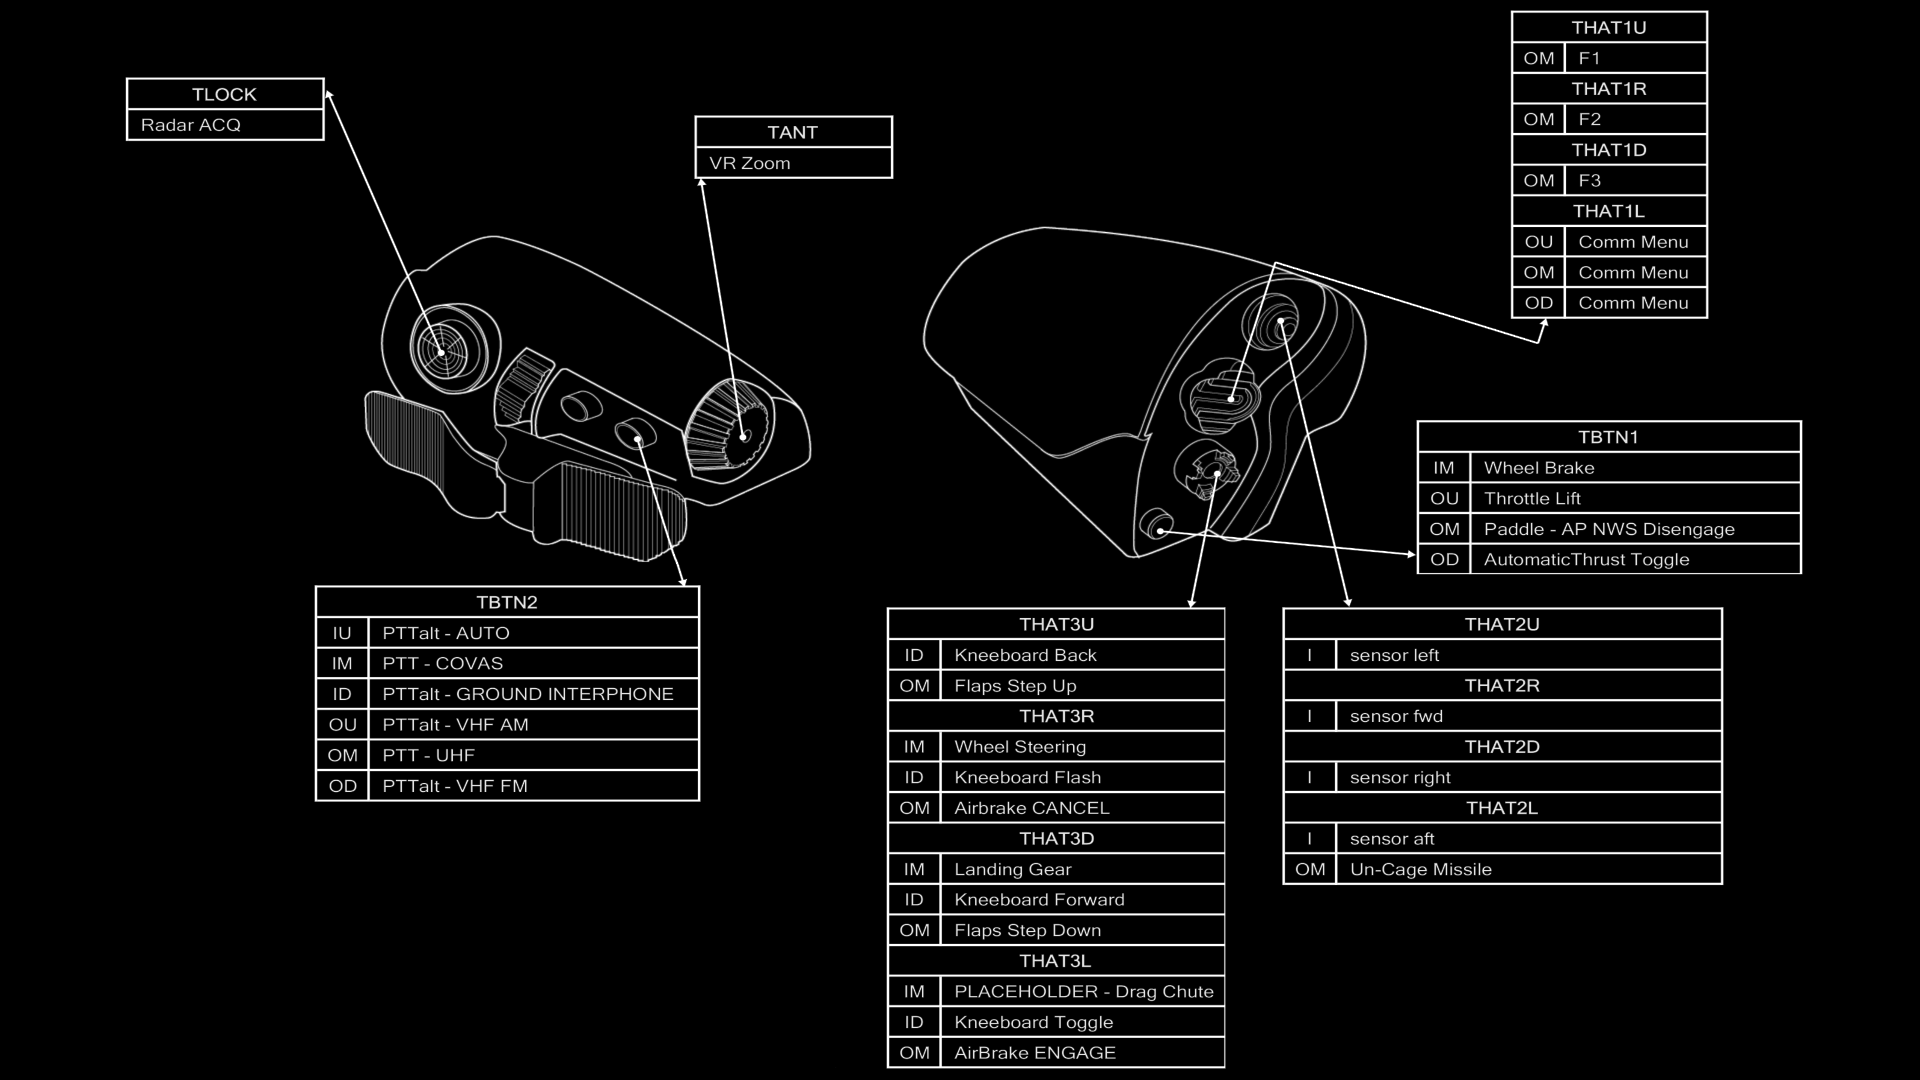 TLOCK
Radar ACQ
TANT
VR Zoom
THAT1U
OM F1
THAT1R
OM F2
THAT1D
OM F3
THAT1L
OU Comm Menu
OM Comm Menu
OD Comm Menu
TBTN1
IM Wheel Brake
OU Throttle Lift
OM Paddle - AP NWS Disengage
OD AutomaticThrust Toggle
TBTN2
IU PTTalt - AUTO
IM PTT - COVAS
ID PTTalt - GROUND INTERPHONE
OU PTTalt - VHF AM
OM PTT - UHF
OD PTTalt - VHF FM
THAT3U
ID Kneeboard Back
OM Flaps Step Up
THAT3R
IM Wheel Steering
ID Kneeboard Flash
OM Airbrake CANCEL
THAT3D
IM Landing Gear
ID Kneeboard Forward
OM Flaps Step Down
THAT3L
IM PLACEHOLDER - Drag Chute
ID Kneeboard Toggle
OM AirBrake ENGAGE
THAT2U
I sensor left
THAT2R
I sensor fwd
THAT2D
I sensor right
THAT2L
I sensor aft
OM Un-Cage Missile